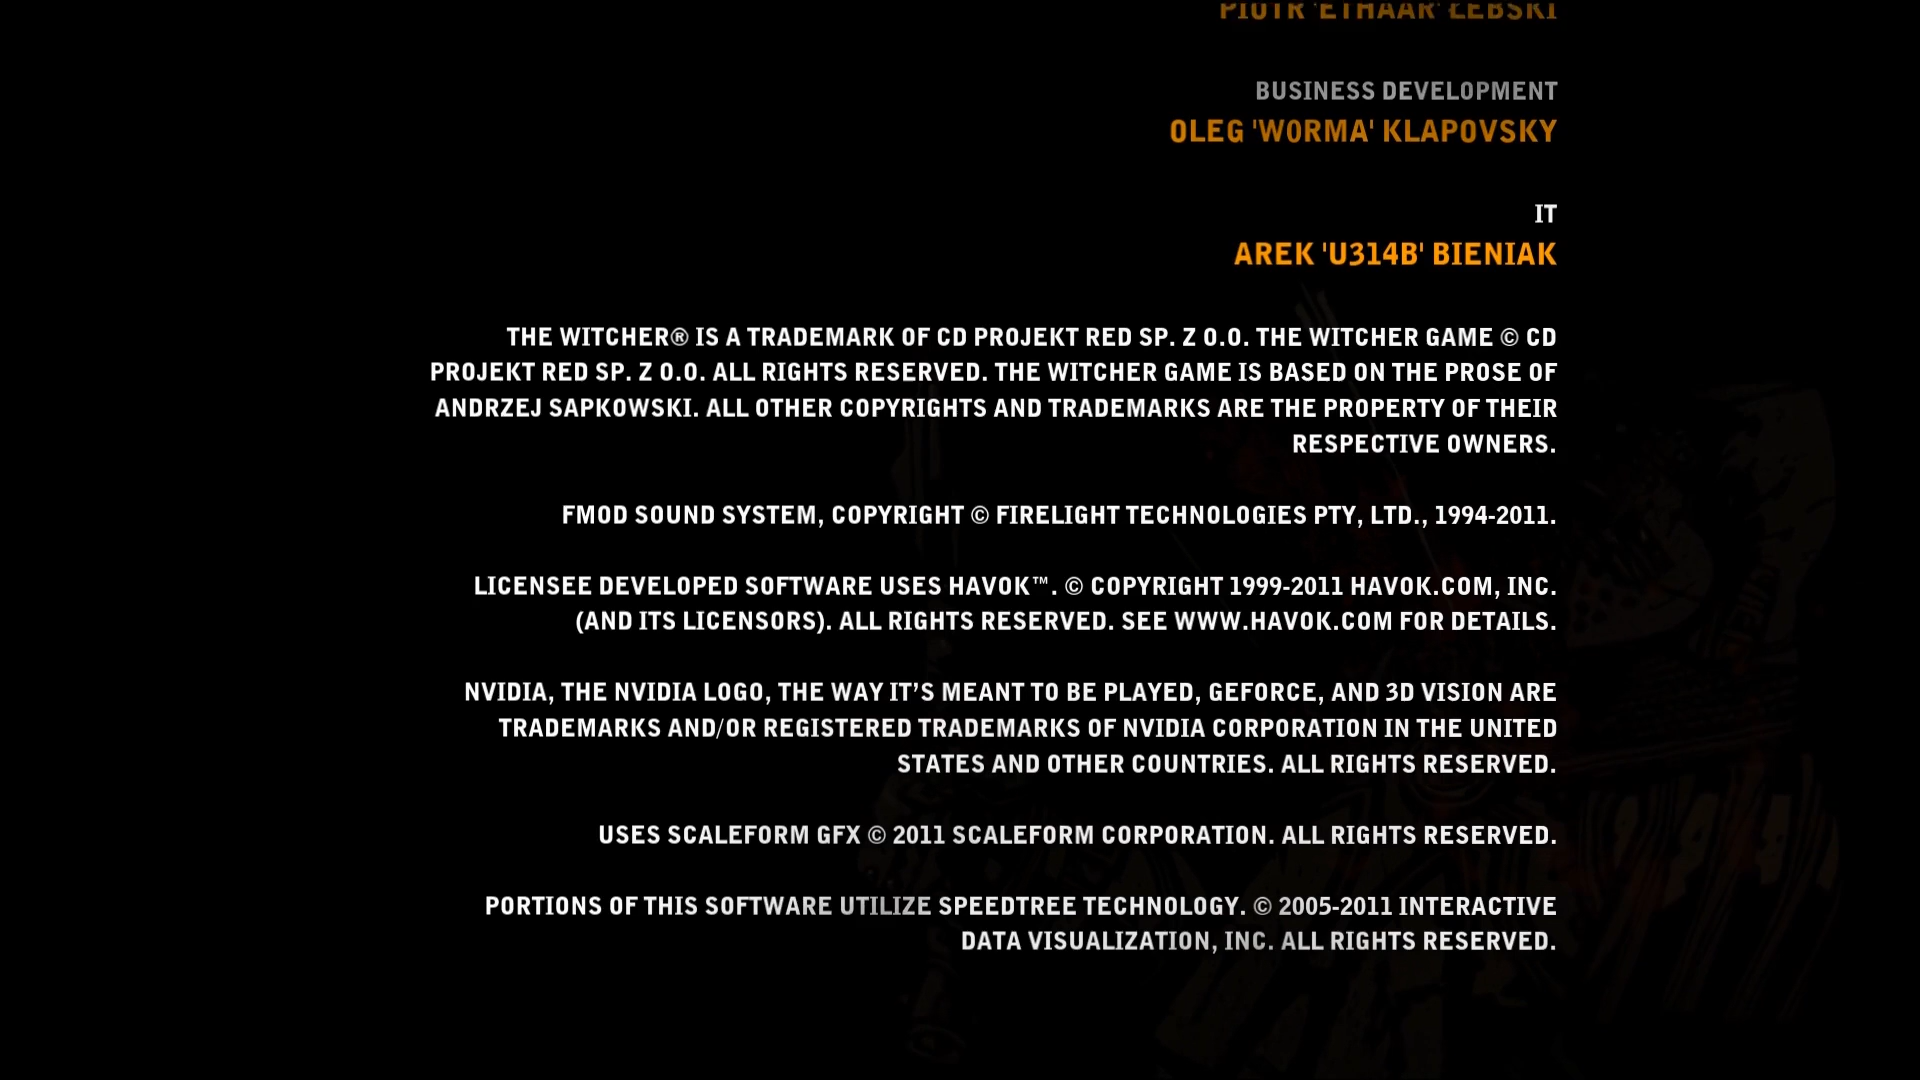 PIOTR 'ETHAAR' ŁEBSKI
BUSINESS DEVELOPMENT
OLEG 'W0RMA' KLAPOVSKY
IT
AREK 'U314B' BIENIAK
THE WITCHER® IS A TRADEMARK OF CD PROJEKT RED SP. Z O.O. THE WITCHER GAME © CD
PROJEKT RED SP. Z O.O. ALL RIGHTS RESERVED. THE WITCHER GAME IS BASED ON THE PROSE OF
ANDRZEJ SAPKOWSKI. ALL OTHER COPYRIGHTS AND TRADEMARKS ARE THE PROPERTY OF THEIR
RESPECTIVE OWNERS.
FMOD SOUND SYSTEM, COPYRIGHT © FIRELIGHT TECHNOLOGIES PTY, LTD., 1994-2011.
LICENSEE DEVELOPED SOFTWARE USES HAVOK™. © COPYRIGHT 1999-2011 HAVOK.COM, INC.
(AND ITS LICENSORS). ALL RIGHTS RESERVED. SEE WWW.HAVOK.COM FOR DETAILS.
NVIDIA, THE NVIDIA LOGO, THE WAY IT’S MEANT TO BE PLAYED, GEFORCE, AND 3D VISION ARE
TRADEMARKS AND/OR REGISTERED TRADEMARKS OF NVIDIA CORPORATION IN THE UNITED
STATES AND OTHER COUNTRIES. ALL RIGHTS RESERVED.
USES SCALEFORM GFX © 2011 SCALEFORM CORPORATION. ALL RIGHTS RESERVED.
PORTIONS OF THIS SOFTWARE UTILIZE SPEEDTREE TECHNOLOGY. © 2005-2011 INTERACTIVE
DATA VISUALIZATION, INC. ALL RIGHTS RESERVED.